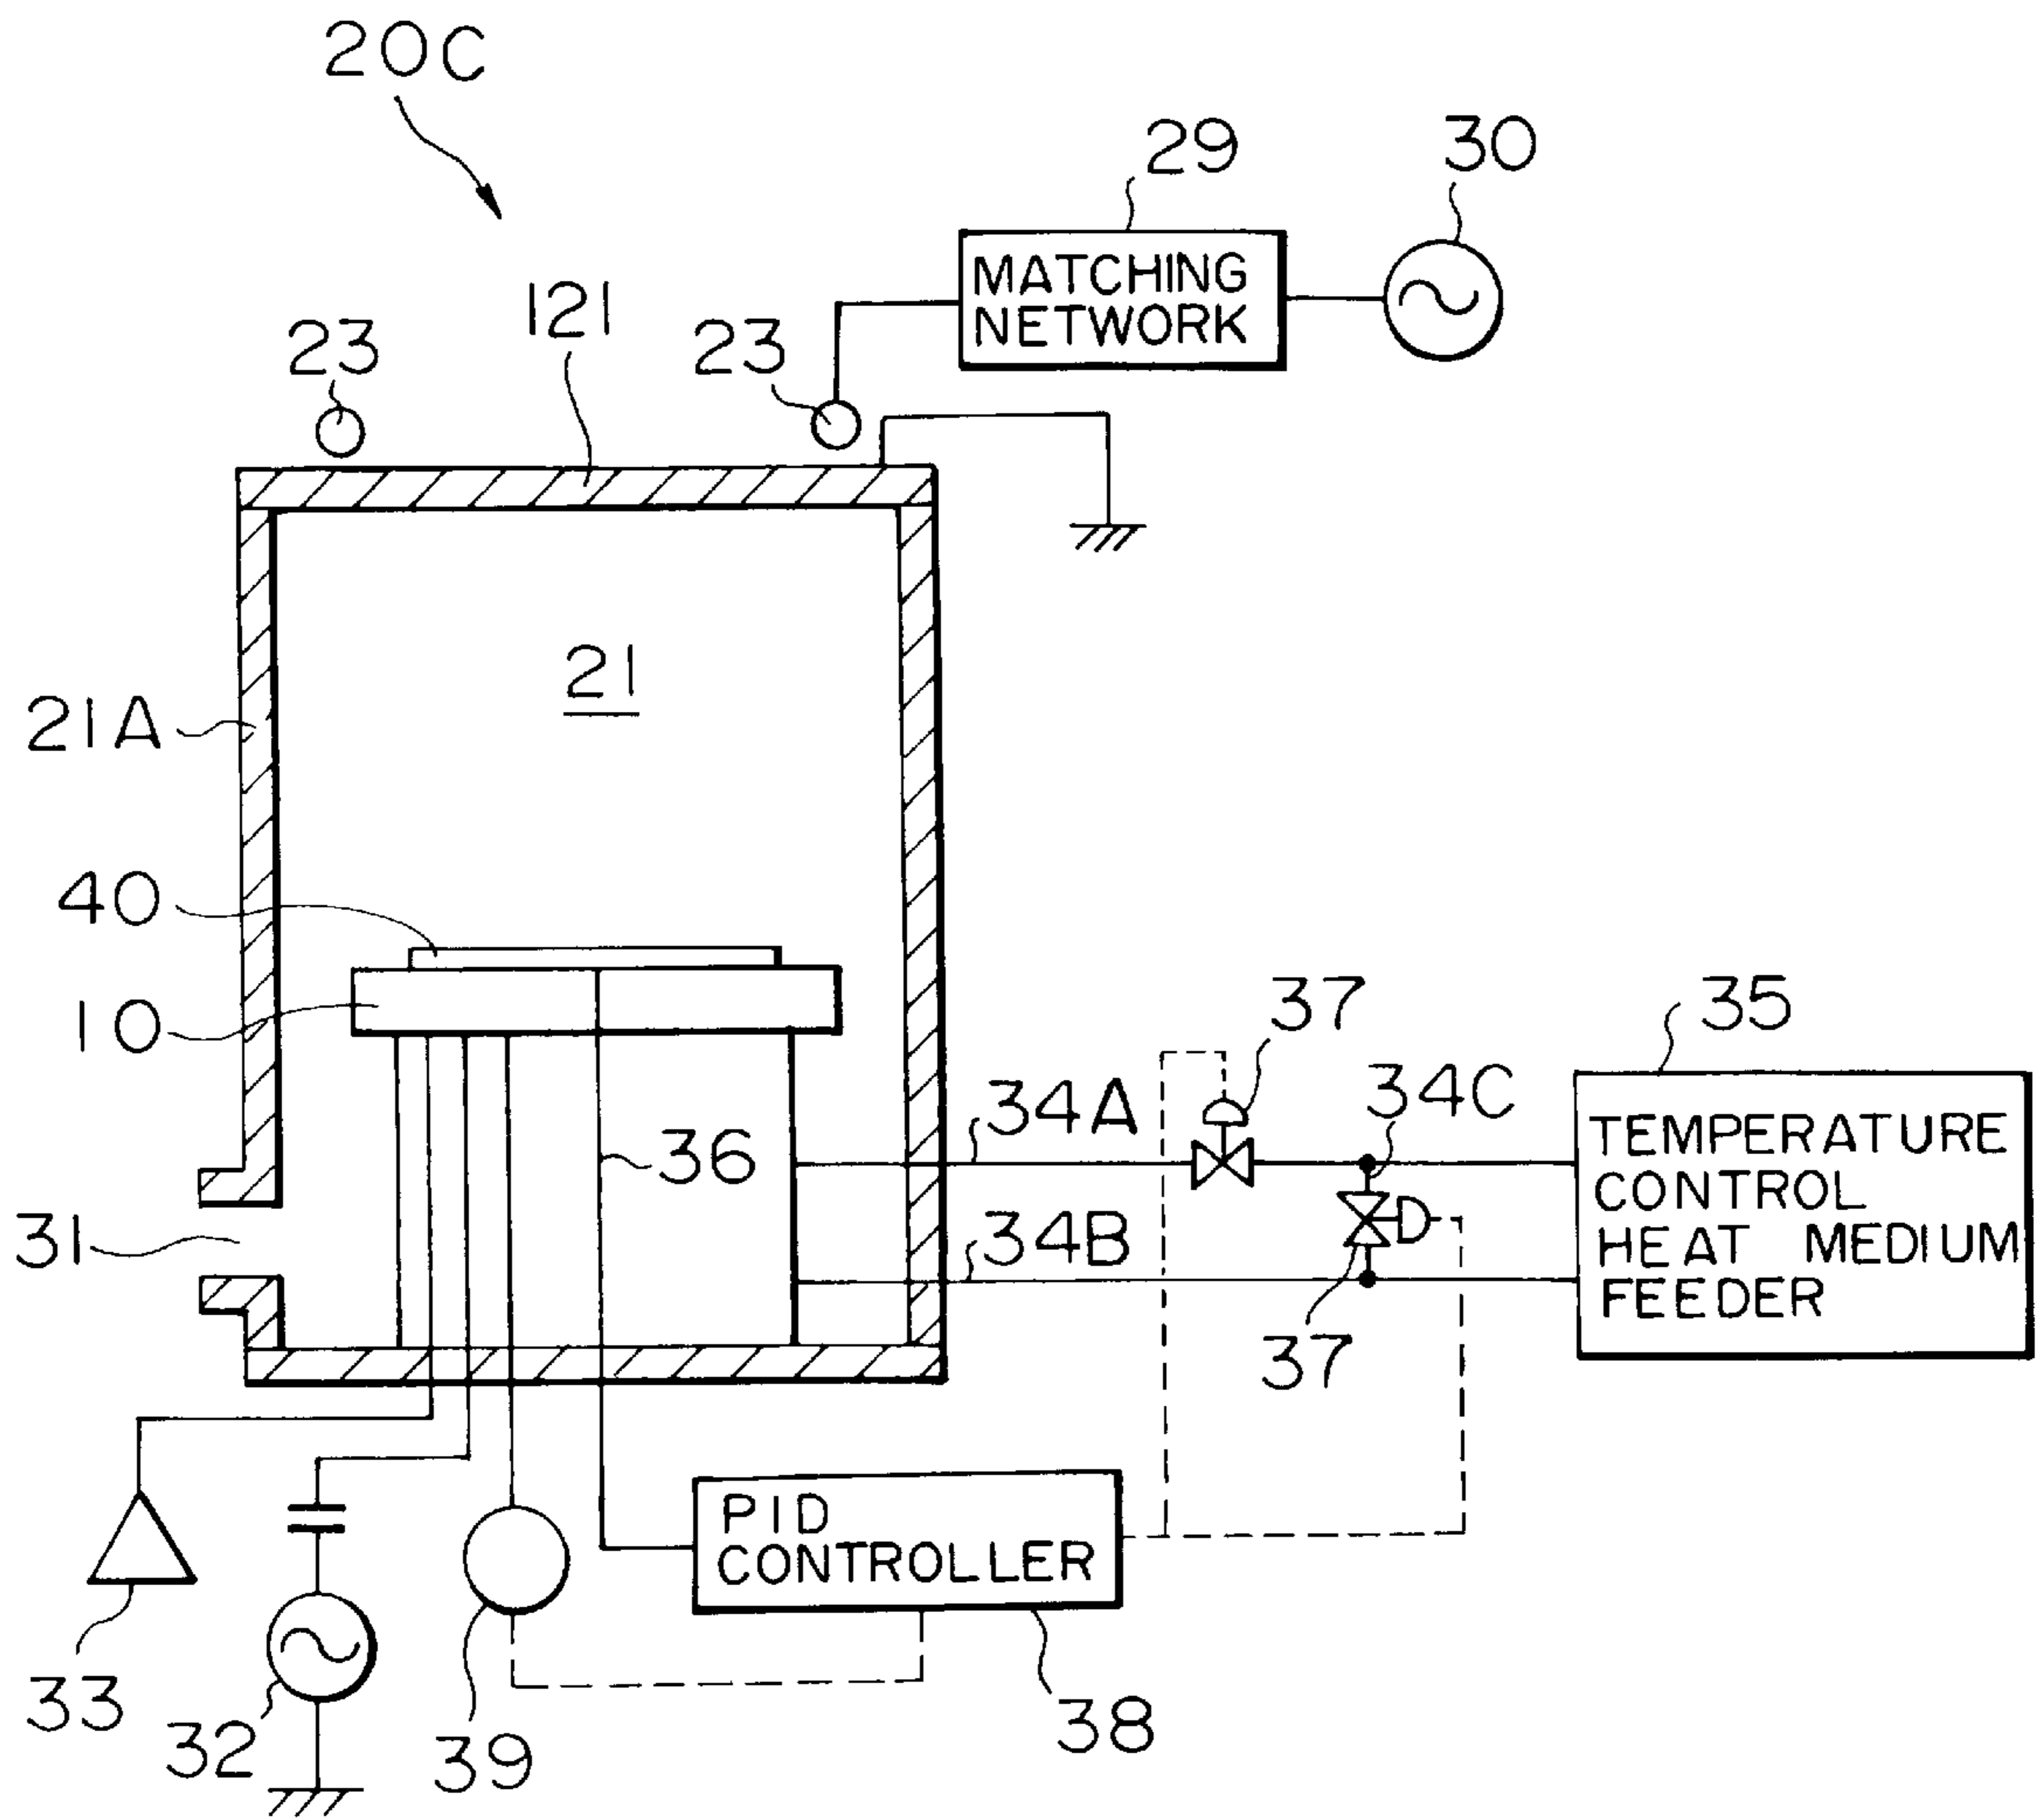 20C
29
30
MATCHING
NETWORK
121
23
23
21
21A
40
10
37
35
34A
34C
36
TEMPERATURE
CONTROL
HEAT MEDIUM
FEEDER
31
34B
37
PID
CONTROLLER
33
32
39
38